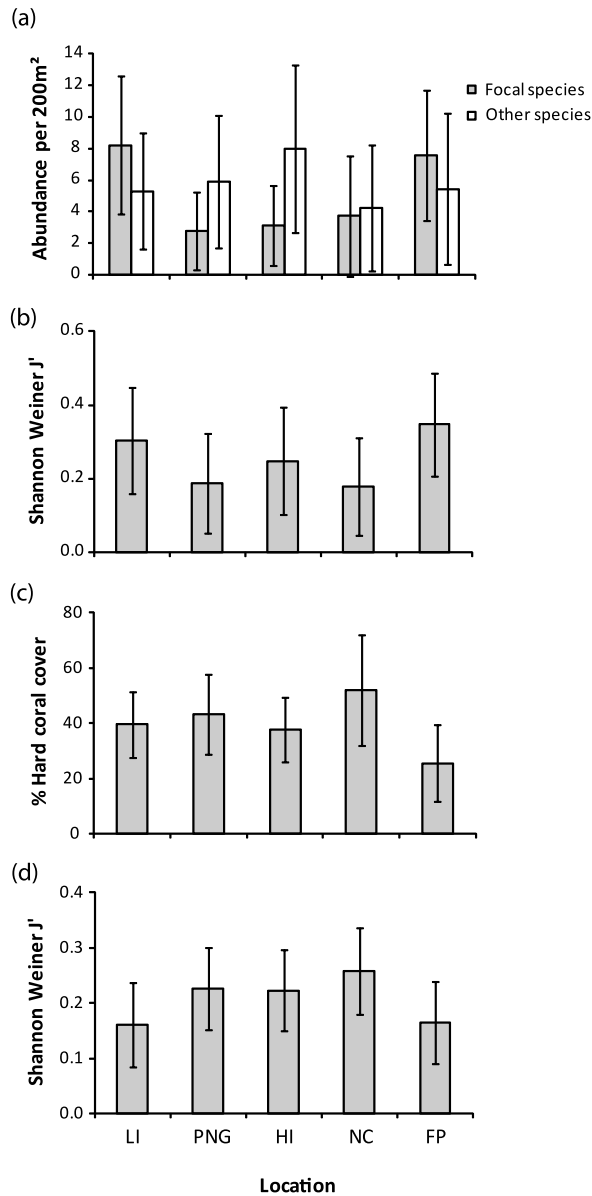 (a)
Abundance per 200m²
14
12
10
8
6
4
2
0
Focal species
Other species
(b)
Shannon Weiner J'
0.6
0.4
0.2
0.0
(c)
% Hard coral cover
80
60
40
20
0
(d)
Shannon Weiner J'
0.4
0.3
0.2
0.1
0.0
LI PNG HI NC FP
Location